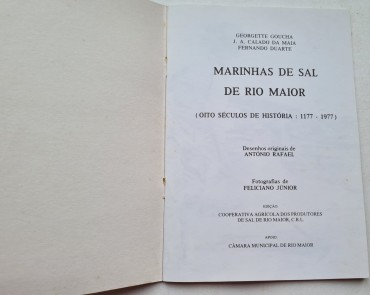 GEORGETTE GOUCHA
J. A. CALADO DA MAIA
FERNANDO DUARTE
MARINHAS DE SAL
DE RIO MAIOR
( OITO SÉCULOS DE HISTÓRIA : 1177 - 1977 )
Desenhos originais de
ANTÓNIO RAFAEL
Fotografias de
FELICIANO JÚNIOR
EDIÇÃO:
COOPERATIVA AGRÍCOLA DOS PRODUTORES
DE SAL DE RIO MAIOR, C.R.L.
APOIO:
CÂMARA MUNICIPAL DE RIO MAIOR